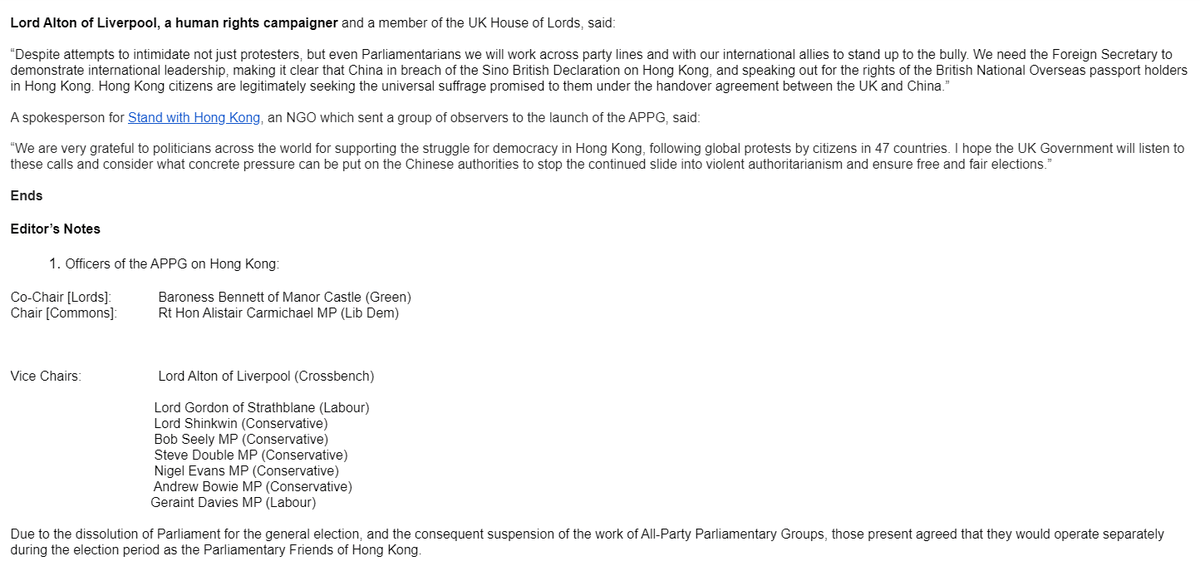 Lord Alton of Liverpool, a human rights campaigner and a member of the UK House of Lords, said:
“Despite attempts to intimidate not just protesters, but even Parliamentarians we will work across party lines and with our international allies to stand up to the bully. We need the Foreign Secretary to
demonstrate international leadership, making it clear that China in breach of the Sino British Declaration on Hong Kong, and speaking out for the rights of the British National Overseas passport holders
in Hong Kong. Hong Kong citizens are legitimately seeking the universal suffrage promised to them under the handover agreement between the UK and China.”
A spokesperson for Stand with Hong Kong, an NGO which sent a group of observers to the launch of the APPG, said:
“We are very grateful to politicians across the world for supporting the struggle for democracy in Hong Kong, following global protests by citizens in 47 countries. I hope the UK Government will listen to
these calls and consider what concrete pressure can be put on the Chinese authorities to stop the continued slide into violent authoritarianism and ensure free and fair elections.”
Ends
Editor’s Notes
1. Officers of the APPG on Hong Kong:
Co-Chair [Lords]: Baroness Bennett of Manor Castle (Green)
Chair [Commons]: Rt Hon Alistair Carmichael MP (Lib Dem)
Vice Chairs: Lord Alton of Liverpool (Crossbench)
Lord Gordon of Strathblane (Labour)
Lord Shinkwin (Conservative)
Bob Seely MP (Conservative)
Steve Double MP (Conservative)
Nigel Evans MP (Conservative)
Andrew Bowie MP (Conservative)
Geraint Davies MP (Labour)
Due to the dissolution of Parliament for the general election, and the consequent suspension of the work of All-Party Parliamentary Groups, those present agreed that they would operate separately
during the election period as the Parliamentary Friends of Hong Kong.